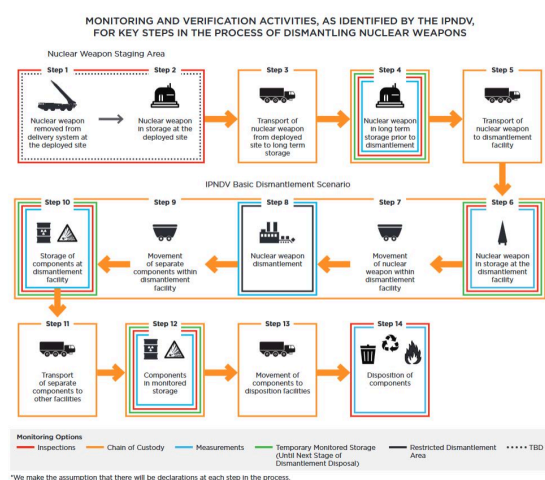 MONITORING AND VERIFICATION ACTIVITIES, AS IDENTIFIED BY THE IPNDV,
FOR KEY STEPS IN THE PROCESS OF DISMANTLING NUCLEAR WEAPONS
Nuclear Weapon Staging Area
Step 1
Nuclear weapon
removed from
delivery system at
the deployed site
Step 2
Nuclear weapon
in storage at the
deployed site
Step 3
Transport of
nuclear weapon
from deployed
site to long term
storage
Step 4
Nuclear weapon
in long term
storage prior to
dismantlement
Step 5
Transport of
nuclear weapon
to dismantlement
facility
IPNDV Basic Dismantlement Scenario
Step 10
Storage of
components at
dismantlement
facility
Step 9
Movement
of separate
components within
dismantlement
facility
Step 8
Nuclear weapon
dismantlement
Step 7
Movement
of nuclear
weapon within
dismantlement
facility
Step 6
Nuclear weapon
in storage at the
dismantlement
facility
Step 11
Transport
of separate
components to
other facilities
Step 12
Components
in monitored
storage
Step 13
Movement of
components to
disposition facilities
Step 14
Disposition of
components
Monitoring Options
Inspections
Chain of Custody
Measurements
Temporary Monitored Storage
(Until Next Stage of
Dismantlement Disposal)
Restricted Dismantlement
Area
TBD
*We make the assumption that there will be declarations at each step in the process.